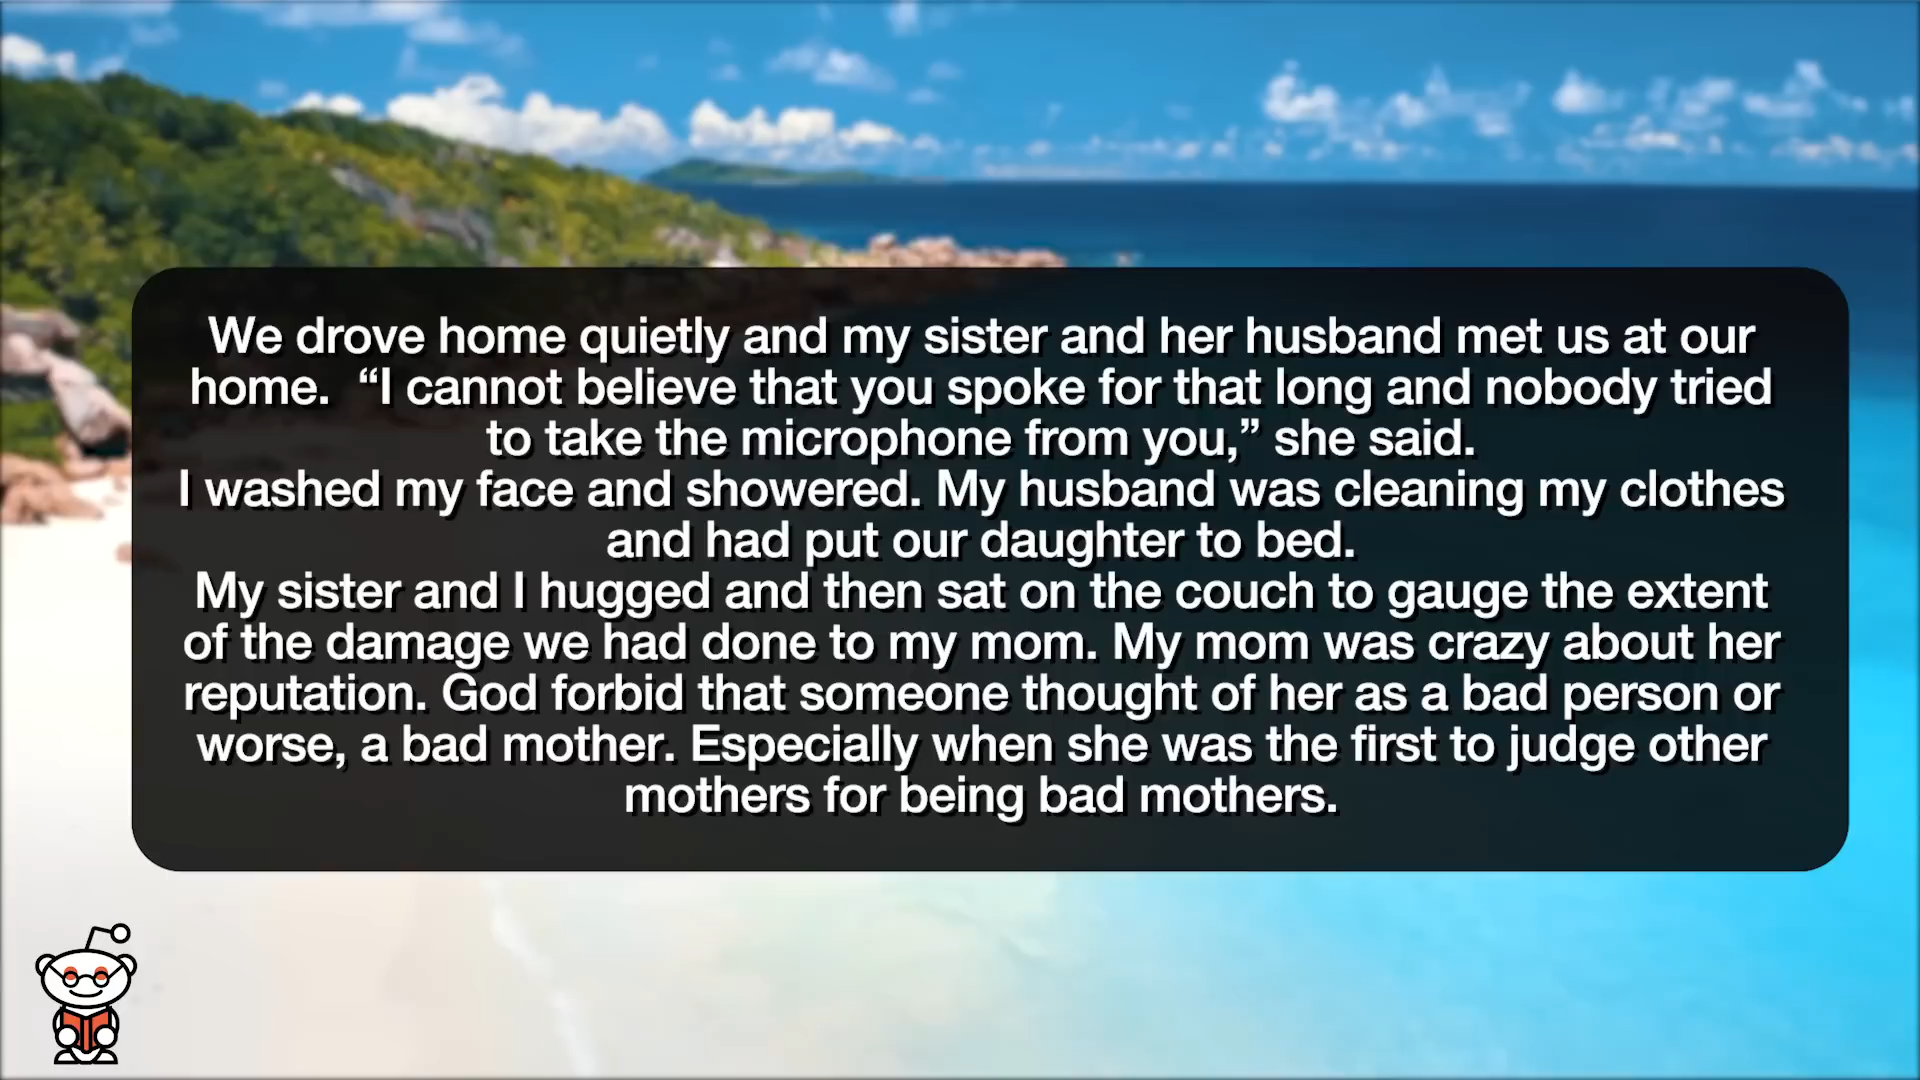 We drove home quietly and my sister and her husband met us at our
home.  “I cannot believe that you spoke for that long and nobody tried
to take the microphone from you,” she said.
I washed my face and showered. My husband was cleaning my clothes
and had put our daughter to bed.
My sister and I hugged and then sat on the couch to gauge the extent
of the damage we had done to my mom. My mom was crazy about her
reputation. God forbid that someone thought of her as a bad person or
worse, a bad mother. Especially when she was the first to judge other
mothers for being bad mothers.